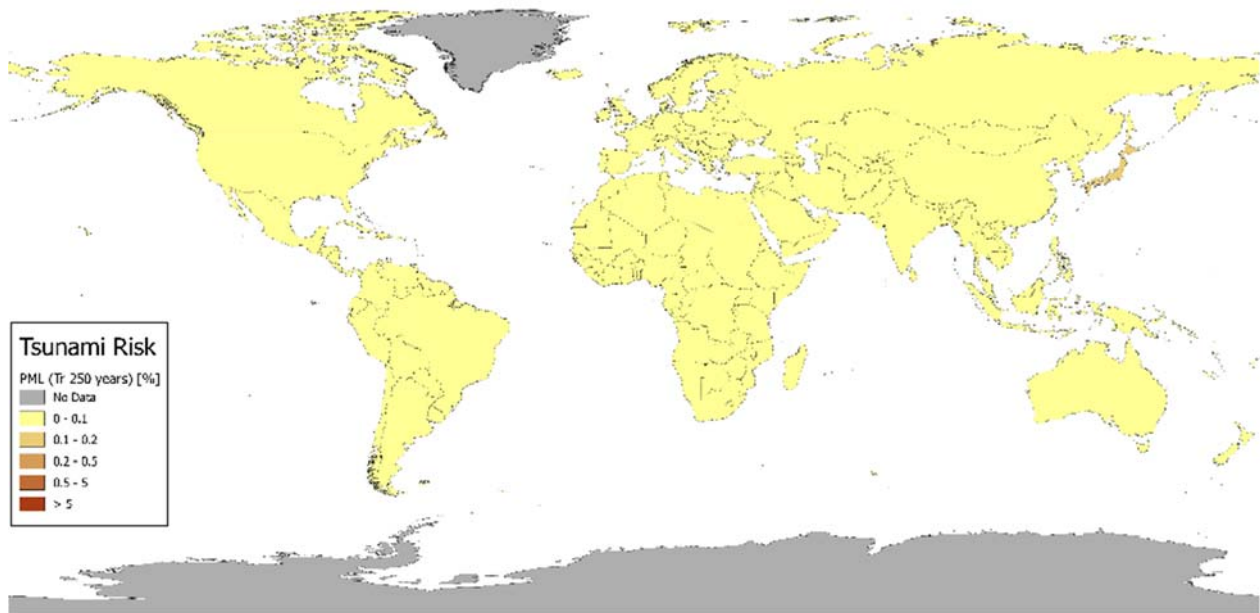 Tsunami Risk
PML (Tr 250 years) [%]
No Data
0 - 0.1
0.1 - 0.2
0.2 - 0.5
0.5 - 5
> 5